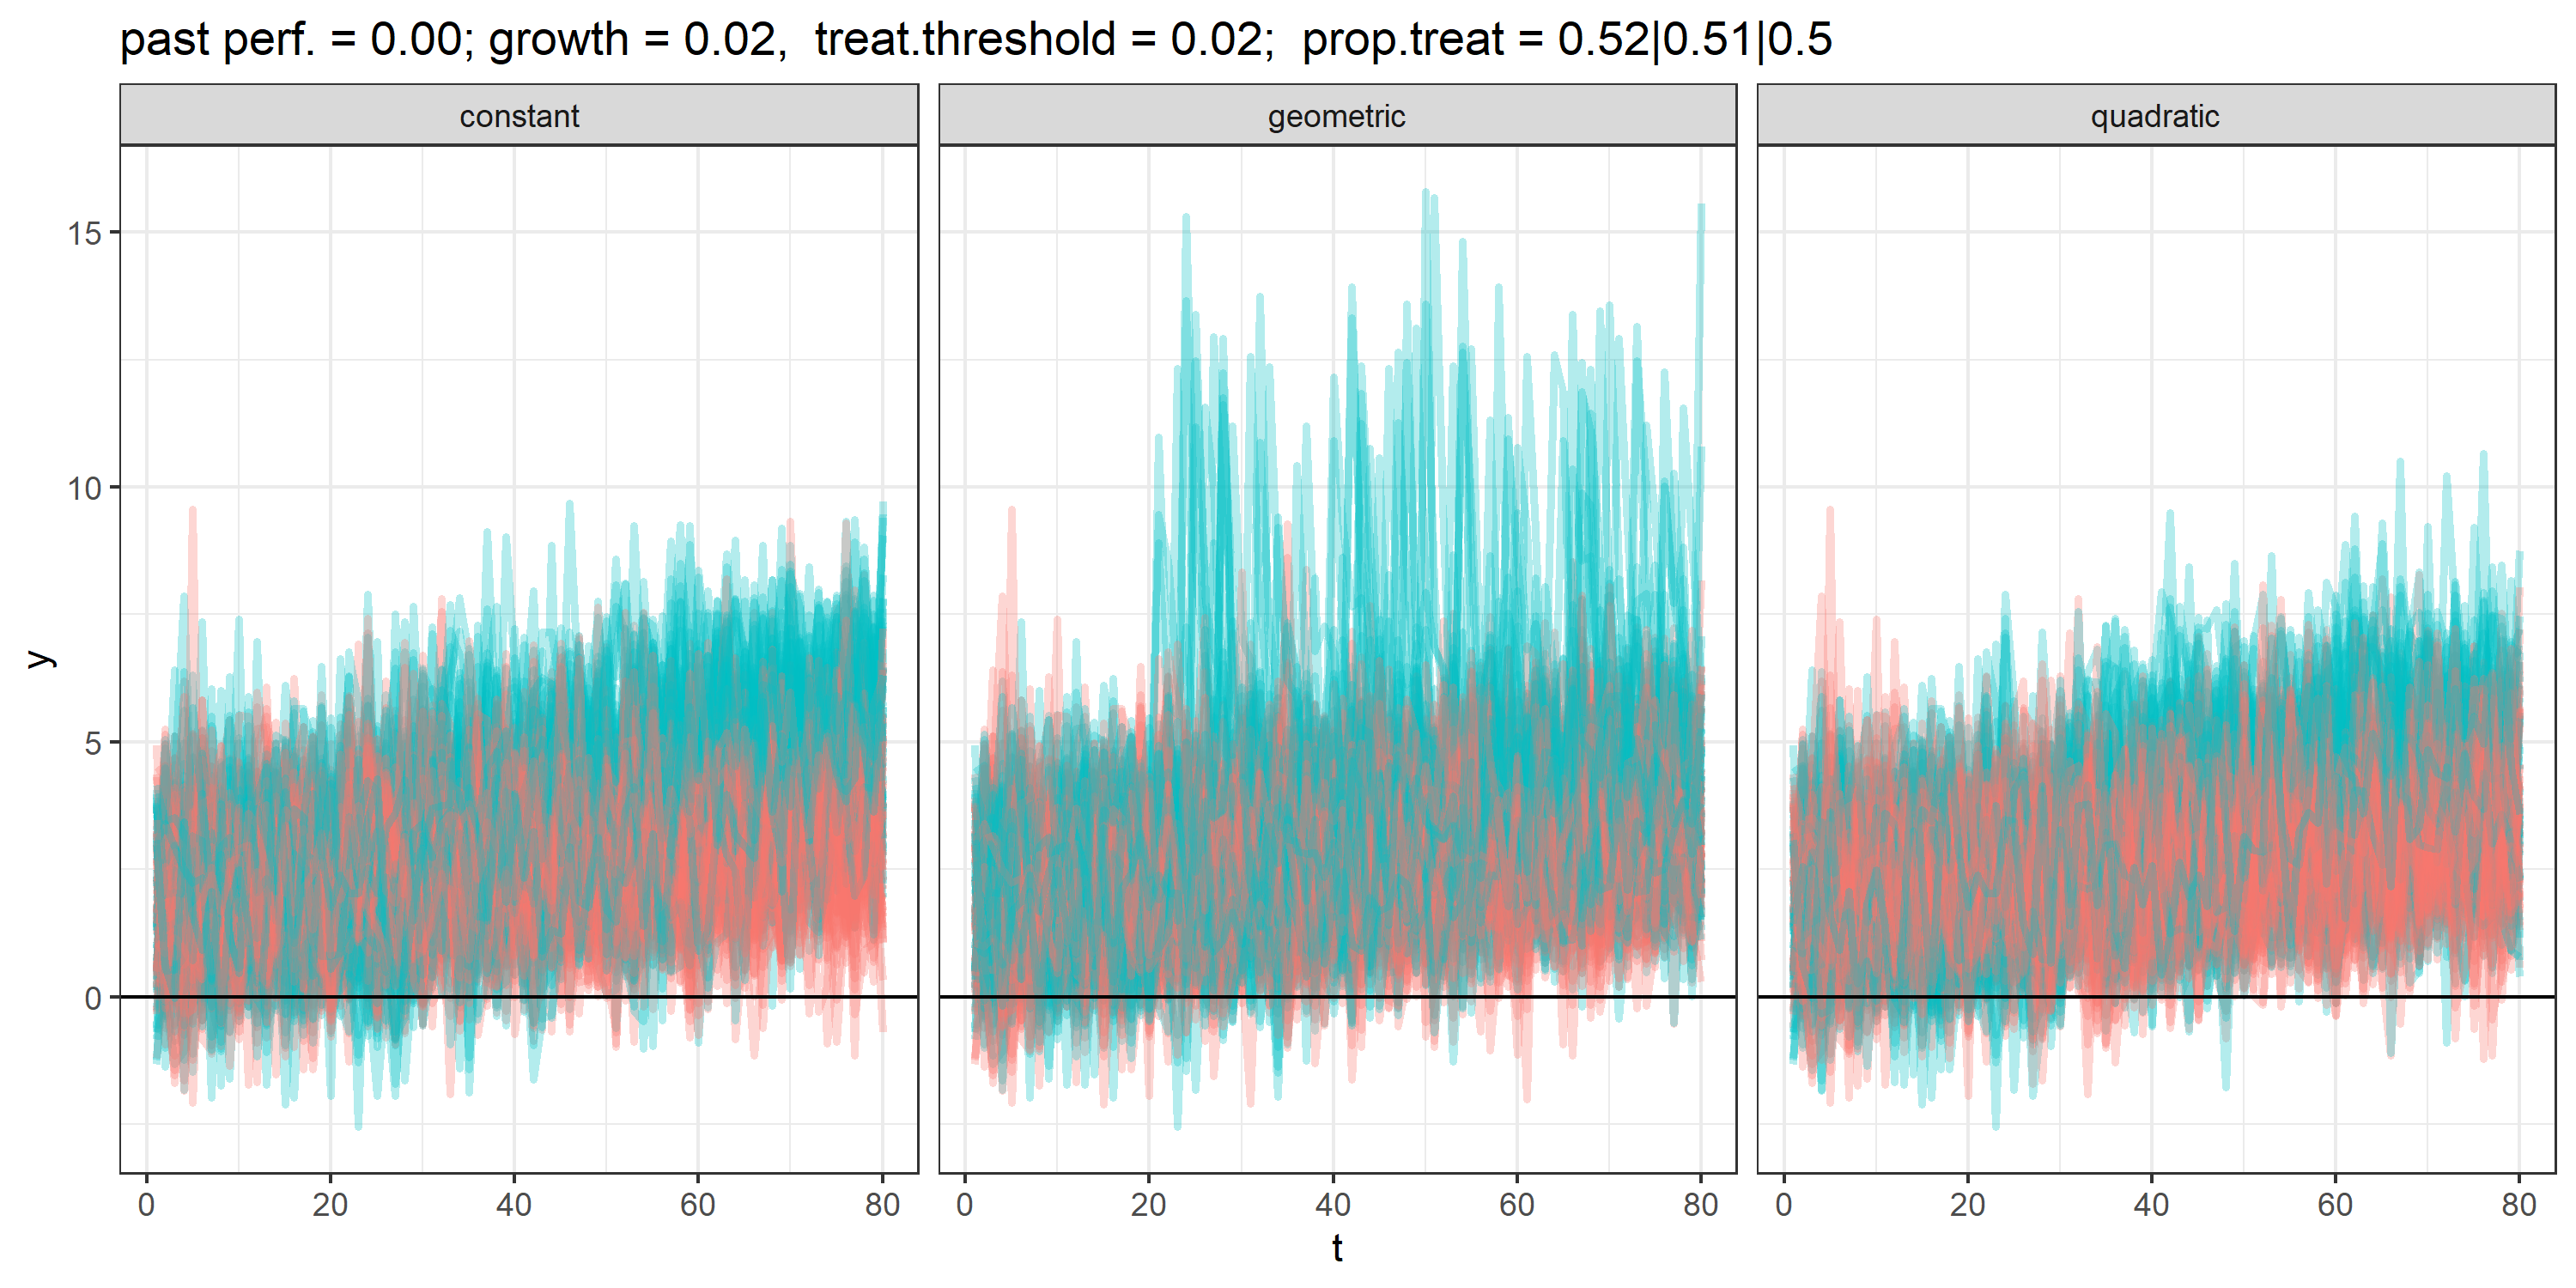 past perf. = 0.00; growth = 0.02,  treat.threshold = 0.02;  prop.treat = 0.52|0.51|0.5
constant geometric quadratic
15
10
5
0
y
0 20 40 60 80 0 20 40 60 80 0 20 40 60 80
t